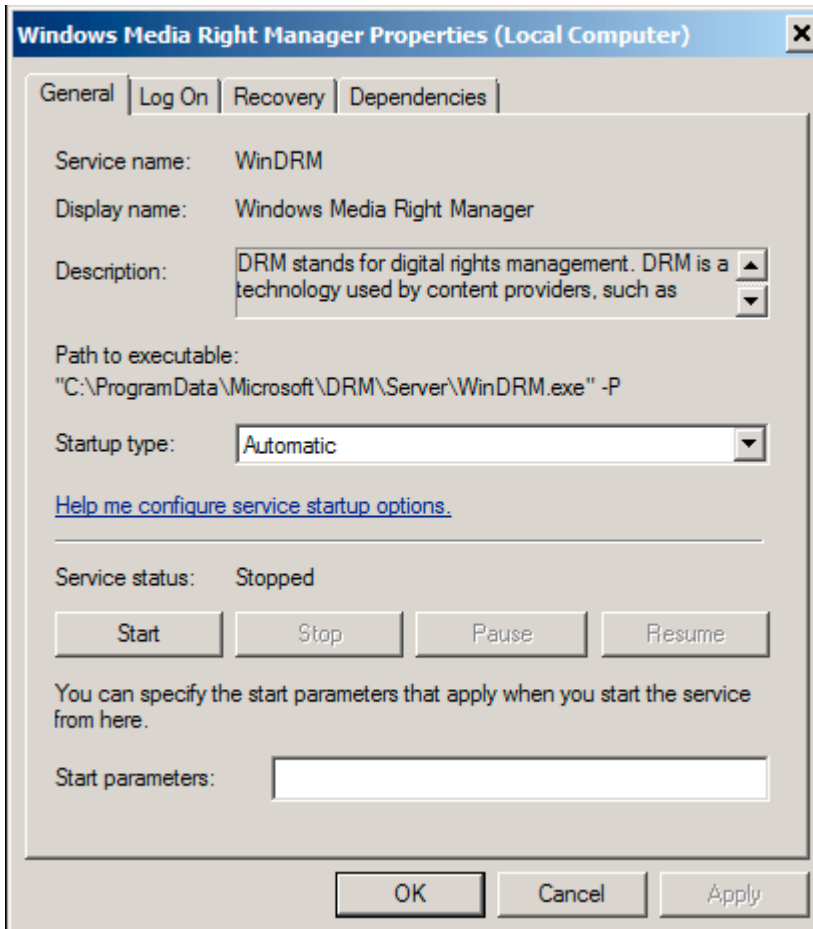 Windows Media Right Manager Properties (Local Computer)
General Log On Recovery Dependencies
Service name: WinDRM
Display name: Windows Media Right Manager
Description: DRM stands for digital rights management. DRM is a
technology used by content providers, such as
Path to executable:
"C:\ProgramData\Microsoft\DRM\Server\WinDRM.exe" -P
Startup type: Automatic
Help me configure service startup options.
Service status: Stopped
Start Stop Pause Resume
You can specify the start parameters that apply when you start the service
from here.
Start parameters:
OK Cancel Apply